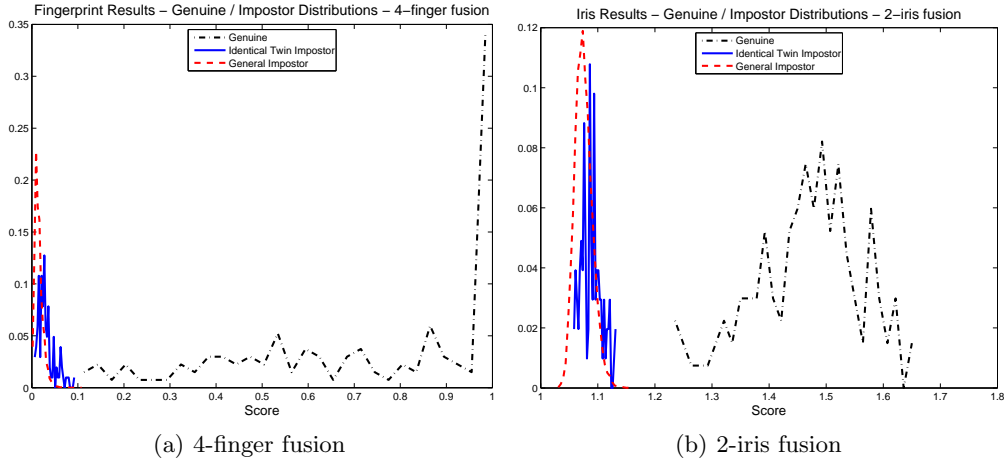 Fingerprint Results – Genuine / Impostor Distributions – 4–finger fusion
0.35
0.3
0.25
0.2
0.15
0.1
0.05
0
0 0.1 0.2 0.3 0.4 0.5 0.6 0.7 0.8 0.9 1
Score
Genuine
Identical Twin Impostor
General Impostor
(a) 4-finger fusion
Iris Results – Genuine / Impostor Distributions – 2–iris fusion
0.12
0.1
0.08
0.06
0.04
0.02
0
1 1.1 1.2 1.3 1.4 1.5 1.6 1.7 1.8
Score
Genuine
Identical Twin Impostor
General Impostor
(b) 2-iris fusion